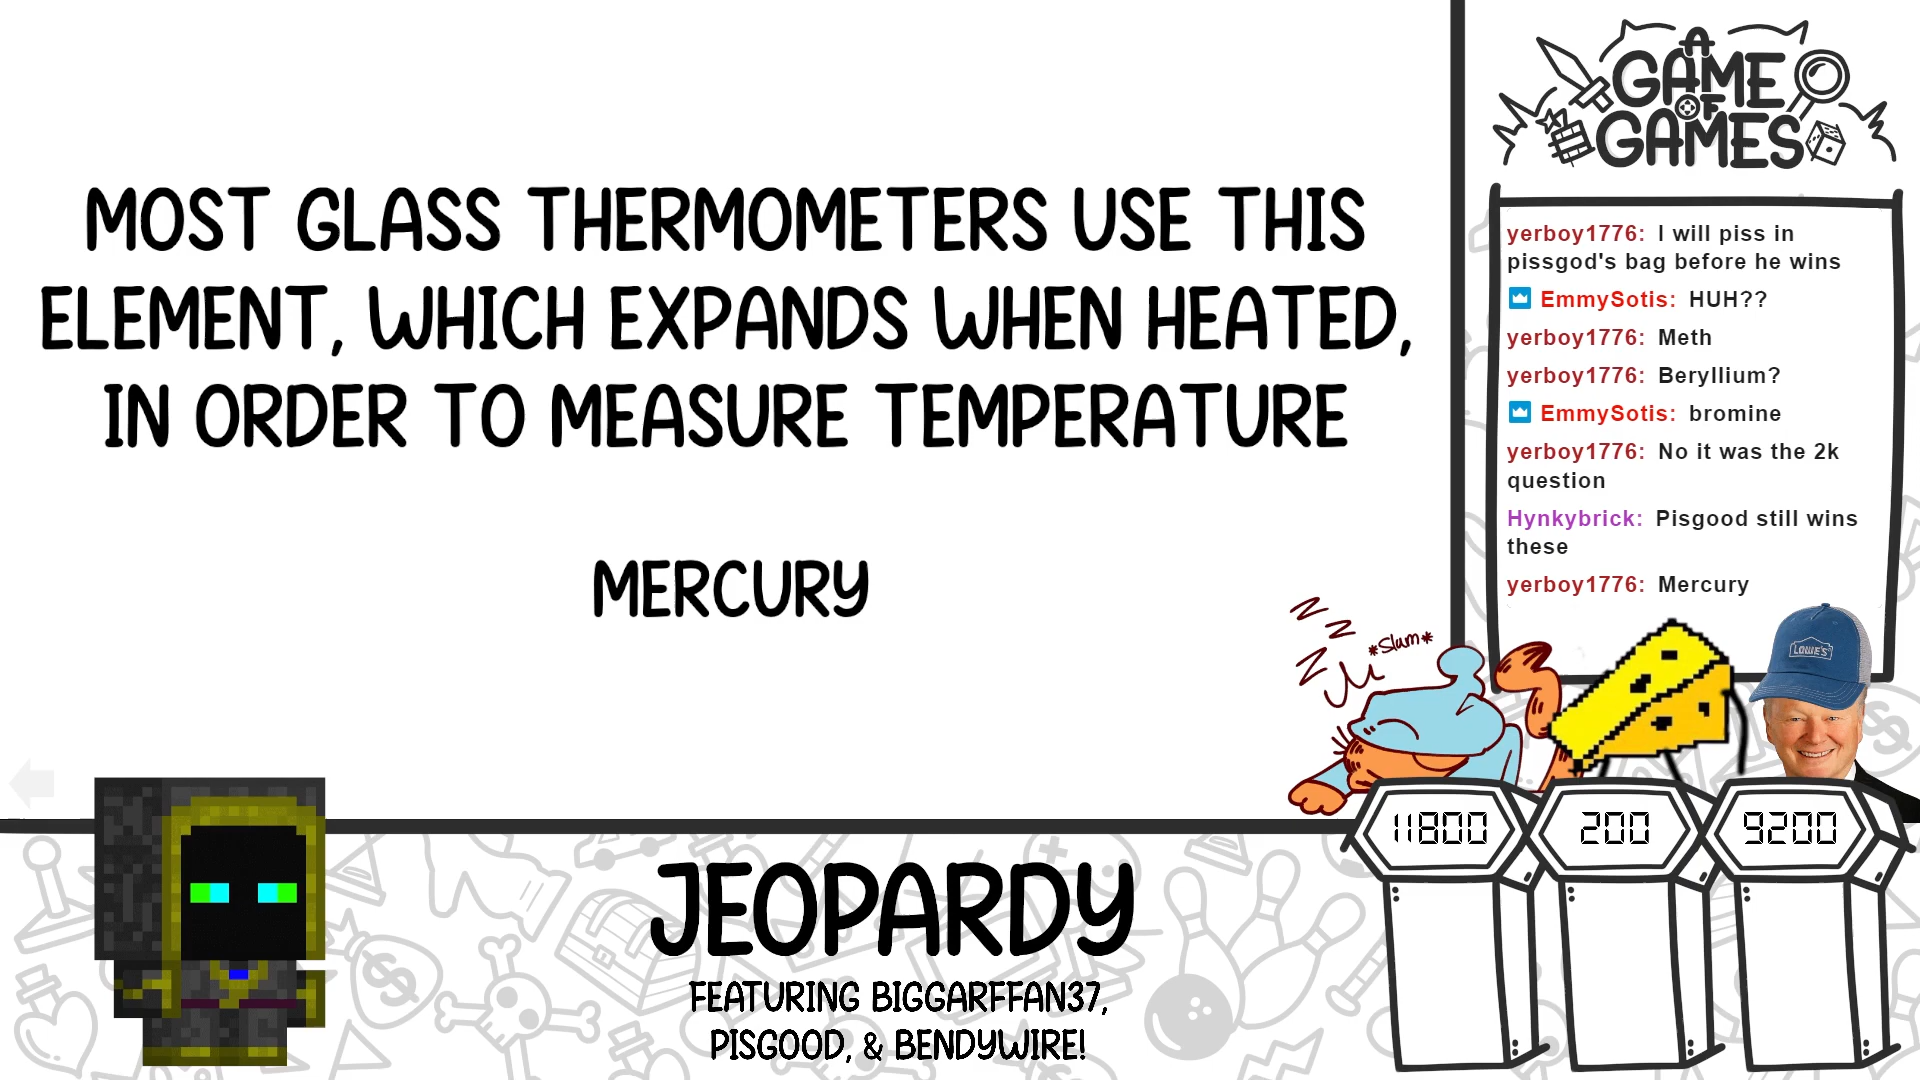 MOST GLASS THERMOMETERS USE THIS
ELEMENT, WHICH EXPANDS WHEN HEATED,
IN ORDER TO MEASURE TEMPERATURE
MERCURY
A
GAME
OF
GAMES
yerboy1776: I will piss in
pissgod's bag before he wins
EmmySotis: HUH??
yerboy1776: Meth
yerboy1776: Beryllium?
EmmySotis: bromine
yerboy1776: No it was the 2k
question
Hynkybrick: Pisgood still wins
these
yerboy1776: Mercury
Z
Z
Z
*Slam*
LOWE'S
11800
200
9200
JEOPARDY
FEATURING BIGGARFFAN37,
PISGOOD, & BENDYWIRE!